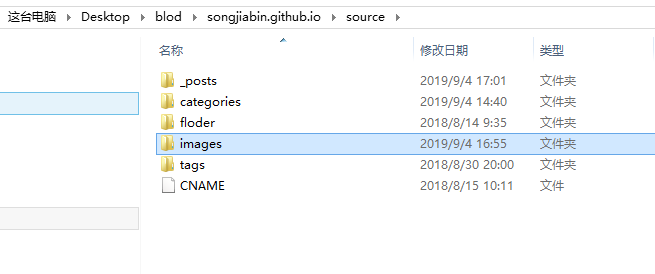 这台电脑 Desktop blod songjiabin.github.io source
名称 修改日期 类型
_posts 2019/9/4 17:01 文件夹
categories 2019/9/4 14:40 文件夹
floder 2018/8/14 9:35 文件夹
images 2019/9/4 16:55 文件夹
tags 2018/8/30 20:00 文件夹
CNAME 2018/8/15 10:11 文件